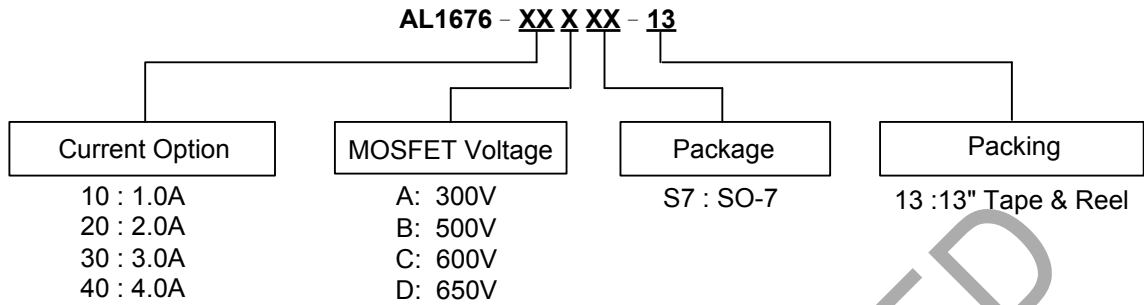 AL1676 – XX X XX – 13
Current Option
10 : 1.0A
20 : 2.0A
30 : 3.0A
40 : 4.0A
MOSFET Voltage
A: 300V
B: 500V
C: 600V
D: 650V
Package
S7 : SO-7
Packing
13 :13" Tape & Reel